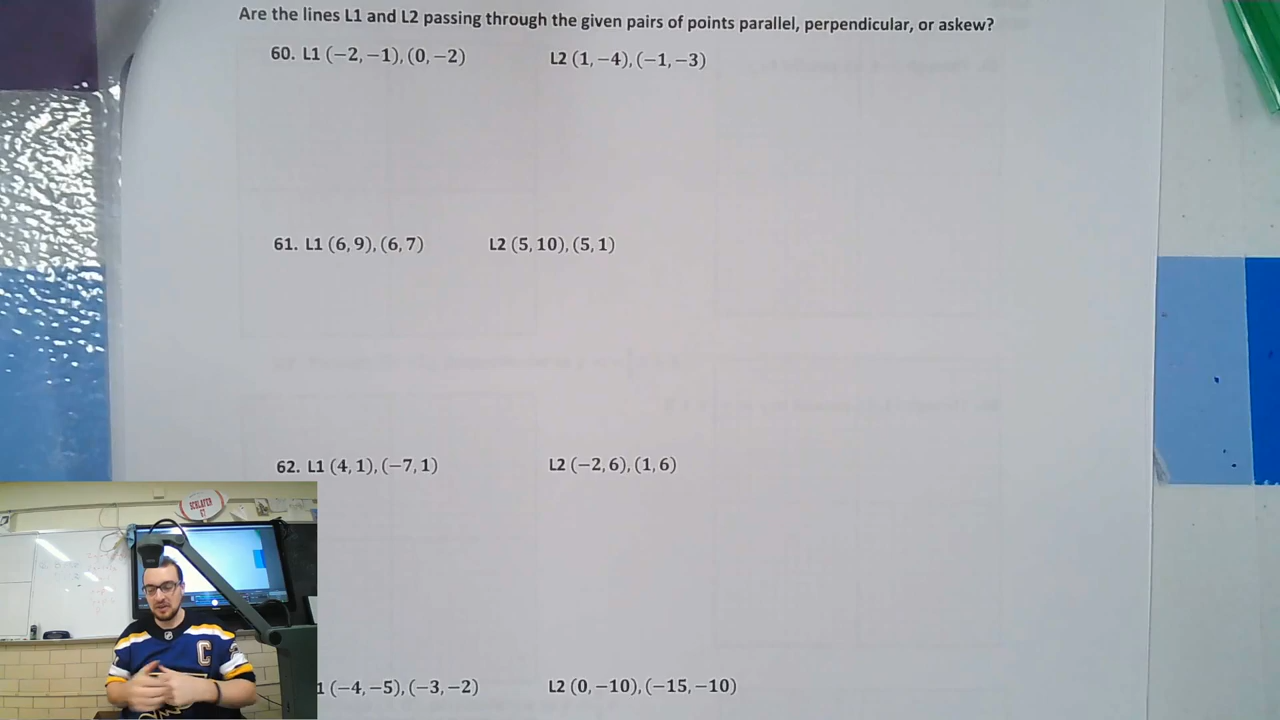 Are the lines L1 and L2 passing through the given pairs of points parallel, perpendicular, or askew?
60. L1 (−2, −1), (0, −2) L2 (1, −4), (−1, −3)
61. L1 (6, 9), (6, 7) L2 (5, 10), (5, 1)
62. L1 (4, 1), (−7, 1) L2 (−2, 6), (1, 6)
SCHLAFER
57
C
1 (−4, −5), (−3, −2) L2 (0, −10), (−15, −10)